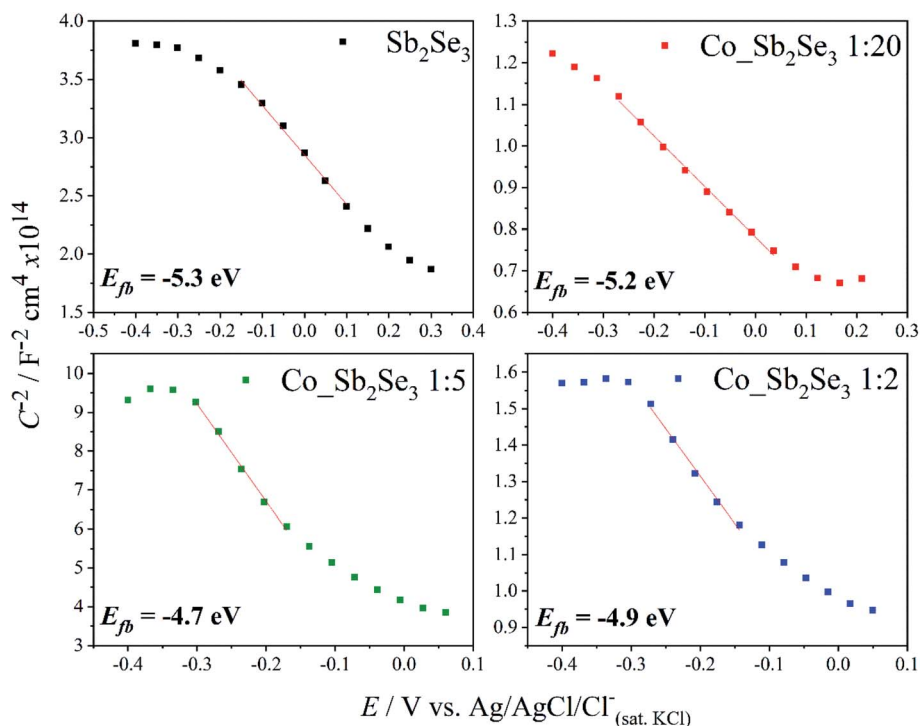 C⁻² / F⁻² cm⁴ x10¹⁴
4.0
3.5
3.0
2.5
2.0
1.5
-0.5 -0.4 -0.3 -0.2 -0.1 0.0 0.1 0.2 0.3 0.4
Sb₂Se₃
E_fb = -5.3 eV
1.3
1.2
1.1
1.0
0.9
0.8
0.7
0.6
-0.4 -0.3 -0.2 -0.1 0.0 0.1 0.2 0.3
Co_Sb₂Se₃ 1:20
E_fb = -5.2 eV
10
9
8
7
6
5
4
3
-0.4 -0.3 -0.2 -0.1 0.0 0.1
Co_Sb₂Se₃ 1:5
E_fb = -4.7 eV
1.6
1.5
1.4
1.3
1.2
1.1
1.0
0.9
-0.4 -0.3 -0.2 -0.1 0.0 0.1
Co_Sb₂Se₃ 1:2
E_fb = -4.9 eV
E / V vs. Ag/AgCl/Cl⁻(sat. KCl)